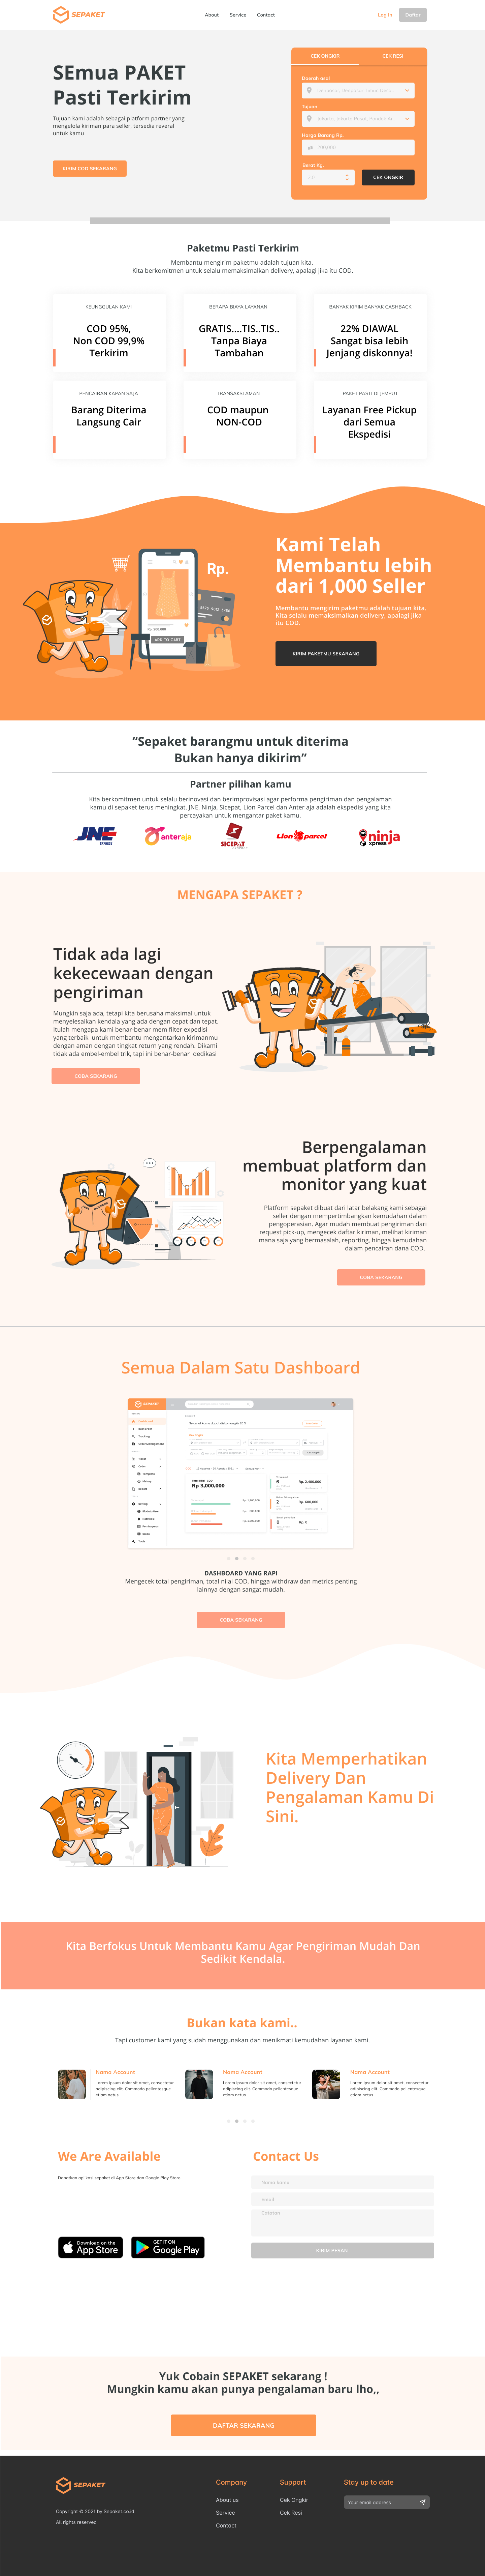 SEPAKET
About Service Contact
Log In Daftar
SEmua PAKET
Pasti Terkirim
Tujuan kami adalah sebagai platform partner yang
mengelola kiriman para seller, tersedia reveral
untuk kamu
KIRIM COD SEKARANG
CEK ONGKIR CEK RESI
Daerah asal
Tujuan
Harga Barang Rp.
Berat Kg.
CEK ONGKIR
Paketmu Pasti Terkirim
Membantu mengirim paketmu adalah tujuan kita.
Kita berkomitmen untuk selalu memaksimalkan delivery, apalagi jika itu COD.
KEUNGGULAN KAMI
COD 95%,
Non COD 99,9%
Terkirim
BERAPA BIAYA LAYANAN
GRATIS....TIS..TIS..
Tanpa Biaya
Tambahan
BANYAK KIRIM BANYAK CASHBACK
22% DIAWAL
Sangat bisa lebih
Jenjang diskonnya!
PENCAIRAN KAPAN SAJA
Barang Diterima
Langsung Cair
TRANSAKSI AMAN
COD maupun
NON-COD
PAKET PASTI DI JEMPUT
Layanan Free Pickup
dari Semua
Ekspedisi
Rp.
ADD TO CART
Kami Telah
Membantu lebih
dari 1,000 Seller
Membantu mengirim paketmu adalah tujuan kita.
Kita selalu memaksimalkan delivery, apalagi jika
itu COD.
KIRIM PAKETMU SEKARANG
“Sepaket barangmu untuk diterima
Bukan hanya dikirim”
Partner pilihan kamu
Kita berkomitmen untuk selalu berinovasi dan berimprovisasi agar performa pengiriman dan pengalaman
kamu di sepaket terus meningkat. JNE, Ninja, Sicepat, Lion Parcel dan Anter aja adalah ekspedisi yang kita
percayakan untuk mengantar paket kamu.
JNE
EXPRESS
anteraja
SICEPAT
Lion parcel
ninja
xpress
MENGAPA SEPAKET ?
Tidak ada lagi
kekecewaan dengan
pengiriman
Mungkin saja ada, tetapi kita berusaha maksimal untuk
menyelesaikan kendala yang ada dengan cepat dan tepat.
Itulah mengapa kami benar-benar mem filter expedisi
yang terbaik untuk membantu mengantarkan kirimanmu
dengan aman dengan tingkat return yang rendah. Dikami
tidak ada embel-embel trik, tapi ini benar-benar dedikasi
COBA SEKARANG
Berpengalaman
membuat platform dan
monitor yang kuat
Platform sepaket dibuat dari latar belakang kami sebagai
seller dengan mempertimbangkan kemudahan dalam
pengoperasian. Agar mudah membuat pengiriman dari
request pick-up, mengecek daftar kiriman, melihat kiriman
mana saja yang bermasalah, reporting, hingga kemudahan
dalam pencairan dana COD.
COBA SEKARANG
Semua Dalam Satu Dashboard
SEPAKET
Rp 3,000,000
DASHBOARD YANG RAPI
Mengecek total pengiriman, total nilai COD, hingga withdraw dan metrics penting
lainnya dengan sangat mudah.
COBA SEKARANG
Kita Memperhatikan
Delivery Dan
Pengalaman Kamu Di
Sini.
Kita Berfokus Untuk Membantu Kamu Agar Pengiriman Mudah Dan
Sedikit Kendala.
Bukan kata kami..
Tapi customer kami yang sudah menggunakan dan menikmati kemudahan layanan kami.
Nama Account
Lorem ipsum dolor sit amet, consectetur
adipiscing elit. Commodo pellentesque
etiam netus
Nama Account
Lorem ipsum dolor sit amet, consectetur
adipiscing elit. Commodo pellentesque
etiam netus
Nama Account
Lorem ipsum dolor sit amet, consectetur
adipiscing elit. Commodo pellentesque
etiam netus
We Are Available
Dapatkan aplikasi sepaket di App Store dan Google Play Store.
Download on the
App Store
GET IT ON
Google Play
Contact Us
Nama kamu
Email
Catatan
KIRIM PESAN
Yuk Cobain SEPAKET sekarang !
Mungkin kamu akan punya pengalaman baru lho,,
DAFTAR SEKARANG
SEPAKET
Copyright © 2021 by Sepaket.co.id
All rights reserved
Company
About us
Service
Contact
Support
Cek Ongkir
Cek Resi
Stay up to date
Your email address